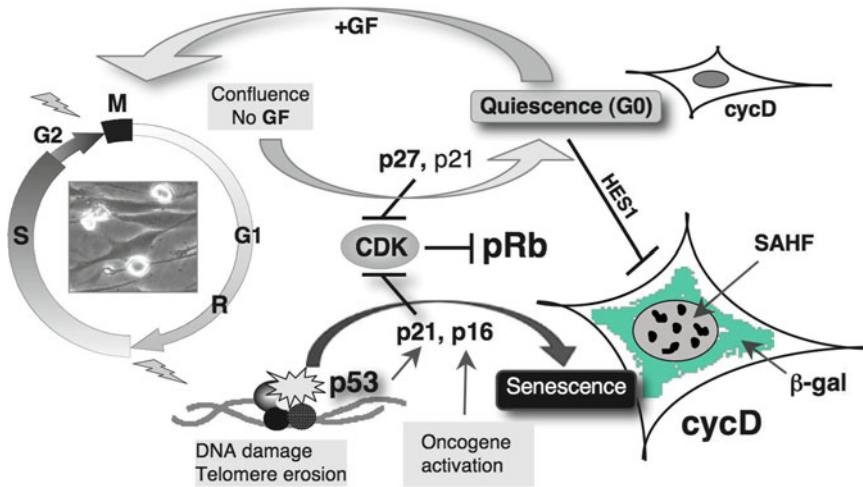 +GF
M
Confluence
No GF
Quiescence (G0)
cycD
G2
p27, p21
HES1
S
G1
CDK
pRb
SAHF
R
p21, p16
p53
Senescence
β-gal
cycD
DNA damage
Telomere erosion
Oncogene
activation